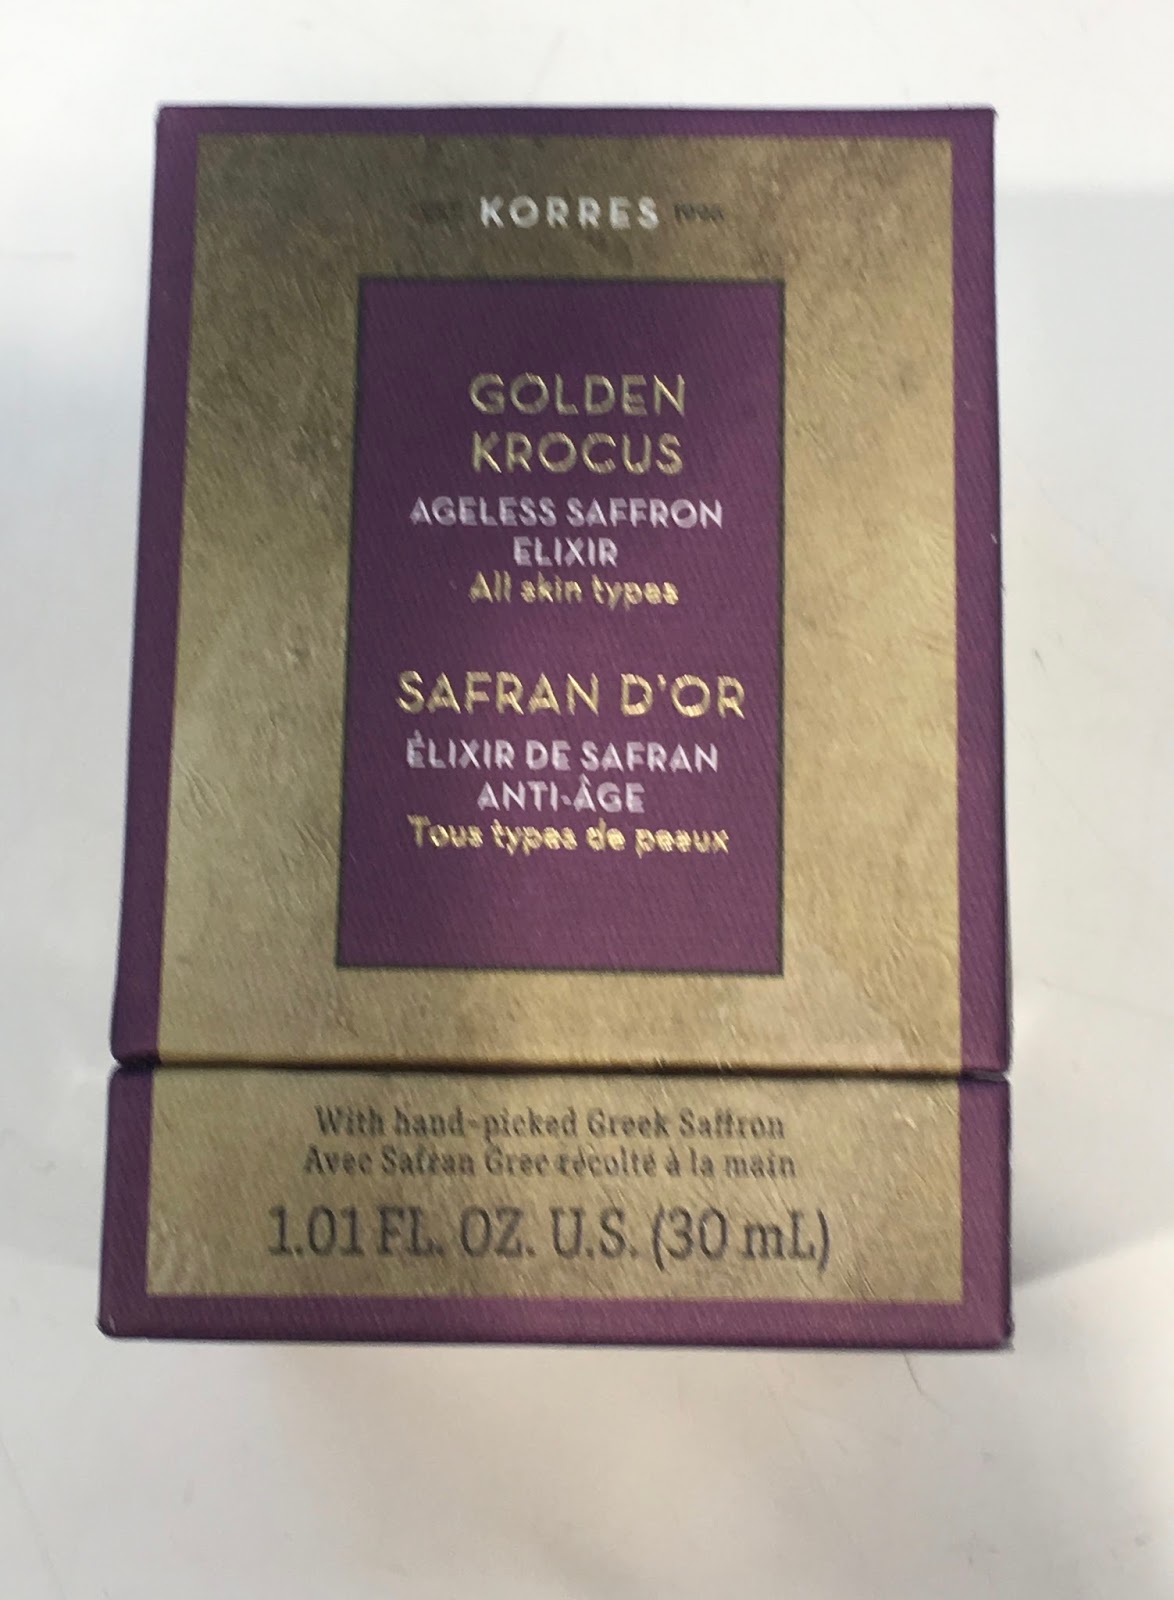 KORRES
GOLDEN
KROCUS
AGELESS SAFFRON
ELIXIR
All skin types
SAFRAN D'OR
ÉLIXIR DE SAFRAN
ANTI-ÂGE
Tous types de peaux
With hand-picked Greek Saffron
Avec Safran Grec récolté à la main
1.01 FL. OZ. U.S. (30 mL)